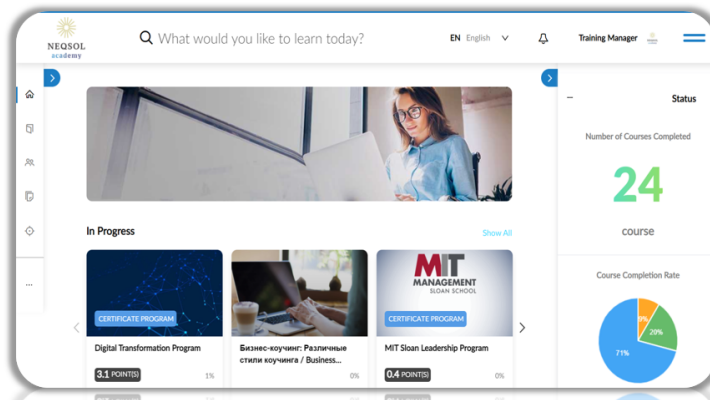 NEQSOL
academy
What would you like to learn today?
EN English
Training Manager
Status
Number of Courses Completed
24
course
In Progress
Show All
Course Completion Rate
MIT
MANAGEMENT
SLOAN SCHOOL
CERTIFICATE PROGRAM
CERTIFICATE PROGRAM
Digital Transformation Program
Бизнес-коучинг: Различные
стили коучинга / Business...
MIT Sloan Leadership Program
3.1 POINT(S)
1%
0%
0.4 POINT(S)
0%
9%
20%
71%